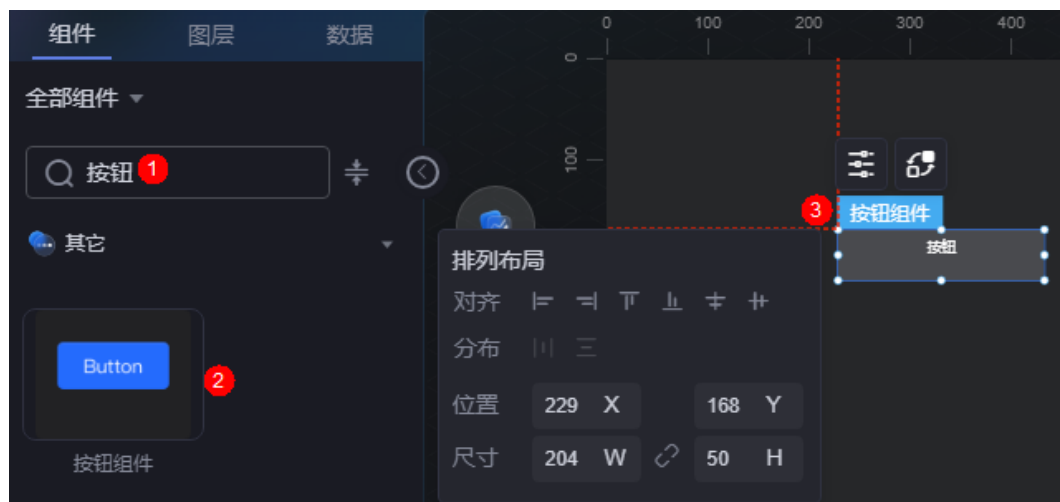 组件 图层 数据
全部组件
按钮 1
其它
Button
2
按钮组件
0 100 200 300 400
0
100
3 按钮组件
按钮
排列布局
对齐
分布
位置 229 X 168 Y
尺寸 204 W 50 H